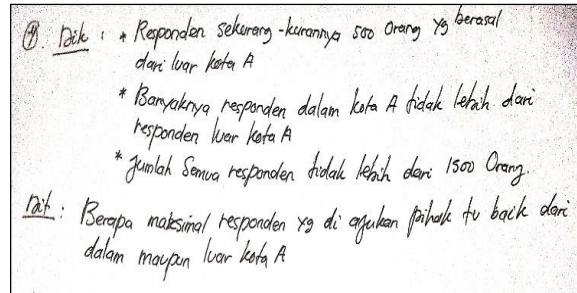 ④. Dik : * Responden sekurang-kurannya 500 Orang yg berasal
dari luar kota A
* Banyaknya responden dalam kota A tidak lebih dari
responden luar kota A
* Jumlah Semua responden tidak lebih dari 1500 Orang.
Dit : Berapa maksimal responden yg di ajukan pihak tv baik dari
dalam maupun luar kota A